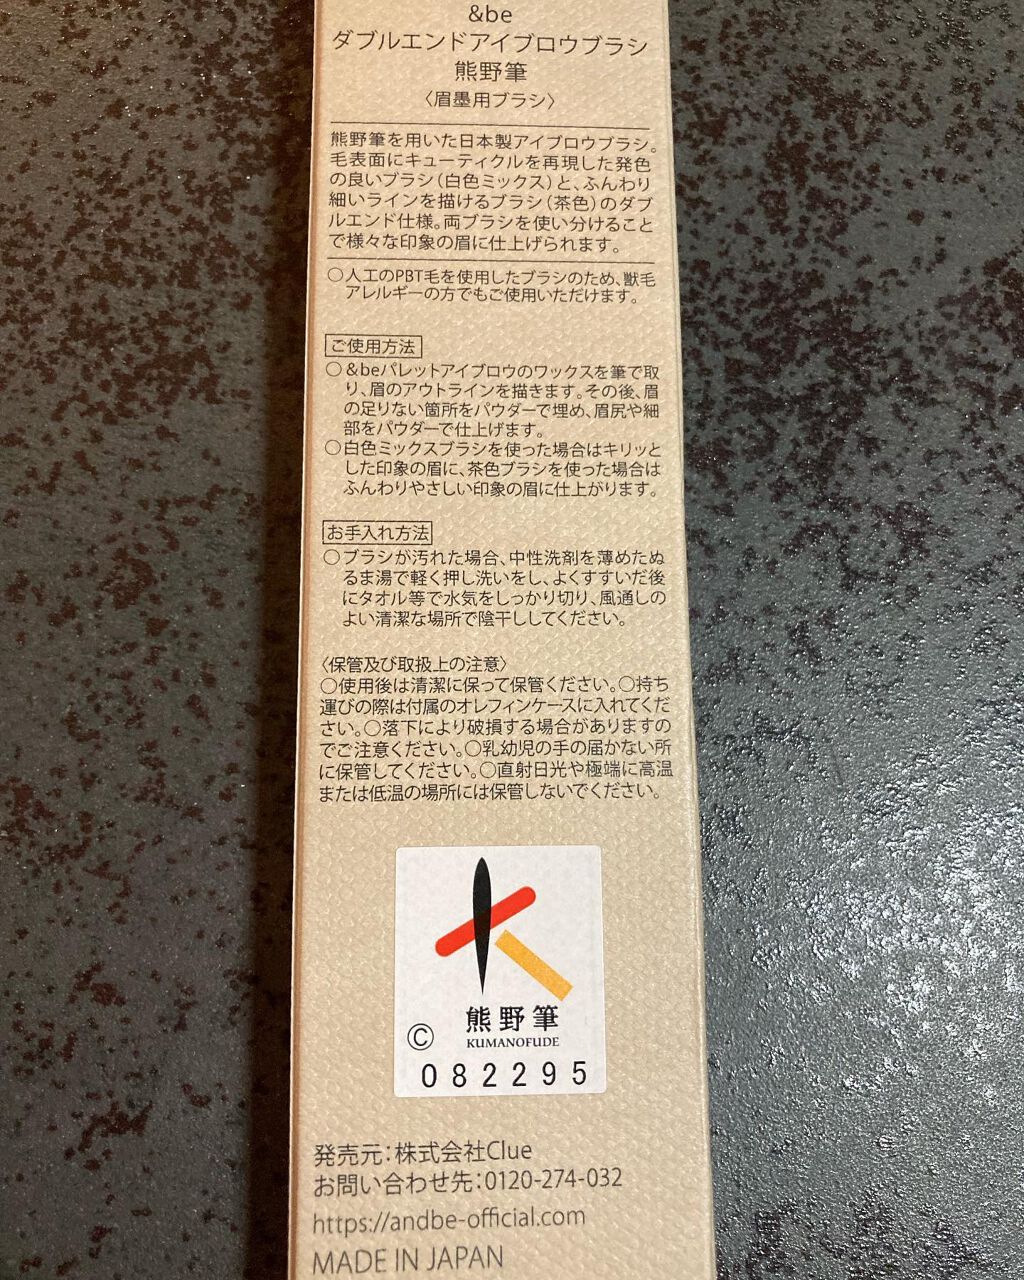 &be
ダブルエンドアイブロウブラシ
熊野筆
〈眉墨用ブラシ〉
熊野筆を用いた日本製アイブロウブラシ。
毛表面にキューティクルを再現した発色
の良いブラシ(白色ミックス)と、ふんわり
細いラインを描けるブラシ(茶色)のダブ
ルエンド仕様。両ブラシを使い分けること
で様々な印象の眉に仕上げられます。
○人工のPBT毛を使用したブラシのため、獣毛
アレルギーの方でもご使用いただけます。
ご使用方法
○&beパレットアイブロウのワックスを筆で取
り、眉のアウトラインを描きます。その後、眉
の足りない箇所をパウダーで埋め、眉尻や細
部をパウダーで仕上げます。
○白色ミックスブラシを使った場合はキリッと
した印象の眉に、茶色ブラシを使った場合は
ふんわりやさしい印象の眉に仕上がります。
お手入れ方法
○ブラシが汚れた場合、中性洗剤を薄めたぬ
るま湯で軽く押し洗いをし、よくすすいだ後
にタオル等で水気をしっかり切り、風通しの
よい清潔な場所で陰干ししてください。
〈保管及び取扱上の注意〉
○使用後は清潔に保って保管ください。○持ち
運びの際は付属のオレフィンケースに入れてくだ
さい。○落下により破損する場合がありますの
でご注意ください。○乳幼児の手の届かない所
に保管してください。○直射日光や極端に高温
または低温の場所には保管しないでください。
熊野筆
© KUMANOFUDE
082295
発売元:株式会社Clue
お問い合わせ先:0120-274-032
https://andbe-official.com
MADE IN JAPAN